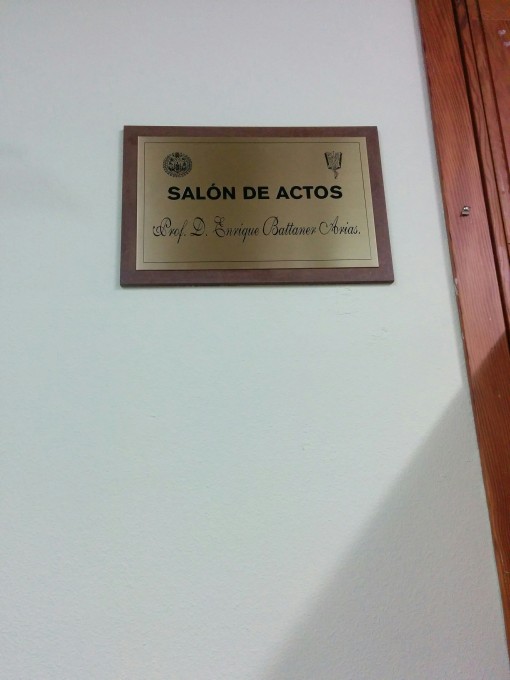 SALÓN DE ACTOS
Prof. D. Enrique Battaner Arias.